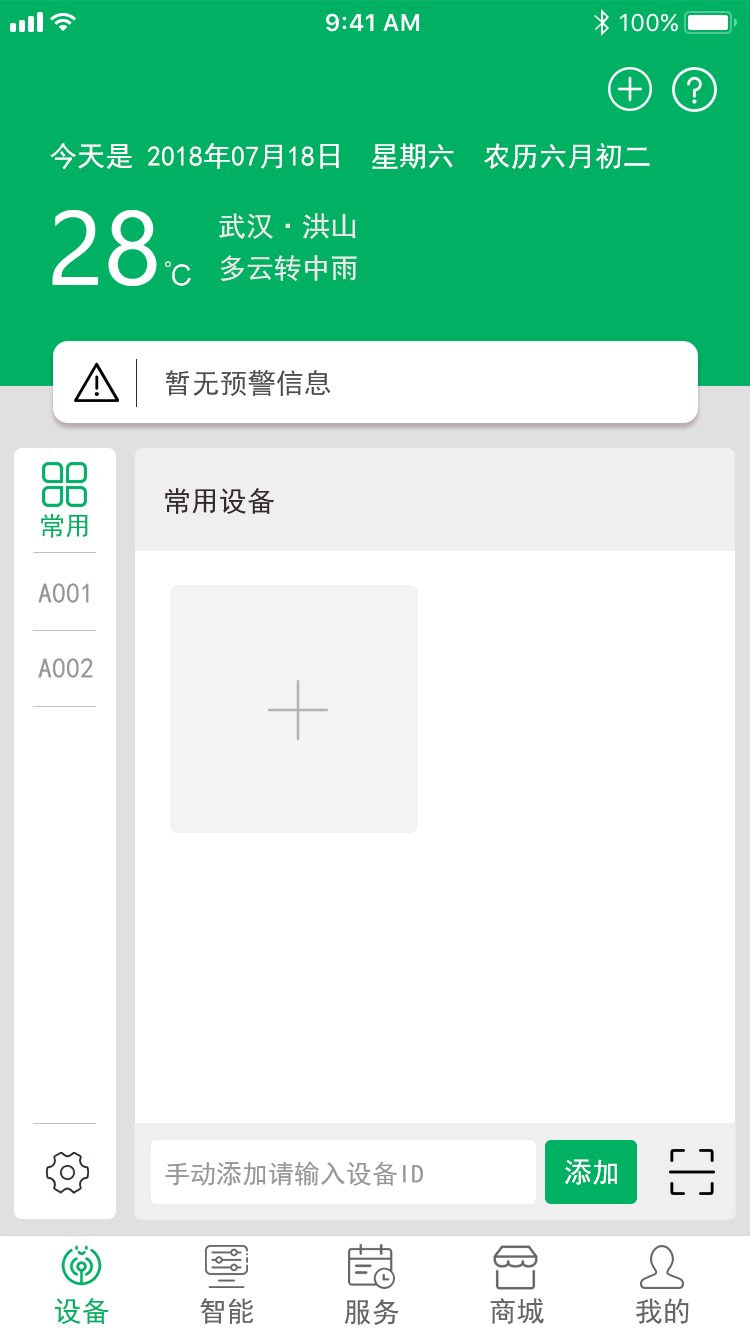 9:41 AM 100%
今天是 2018年07月18日 星期六 农历六月初二
28℃
武汉·洪山
多云转中雨
暂无预警信息
常用
A001
A002
常用设备
手动添加请输入设备ID
添加
设备 智能 服务 商城 我的